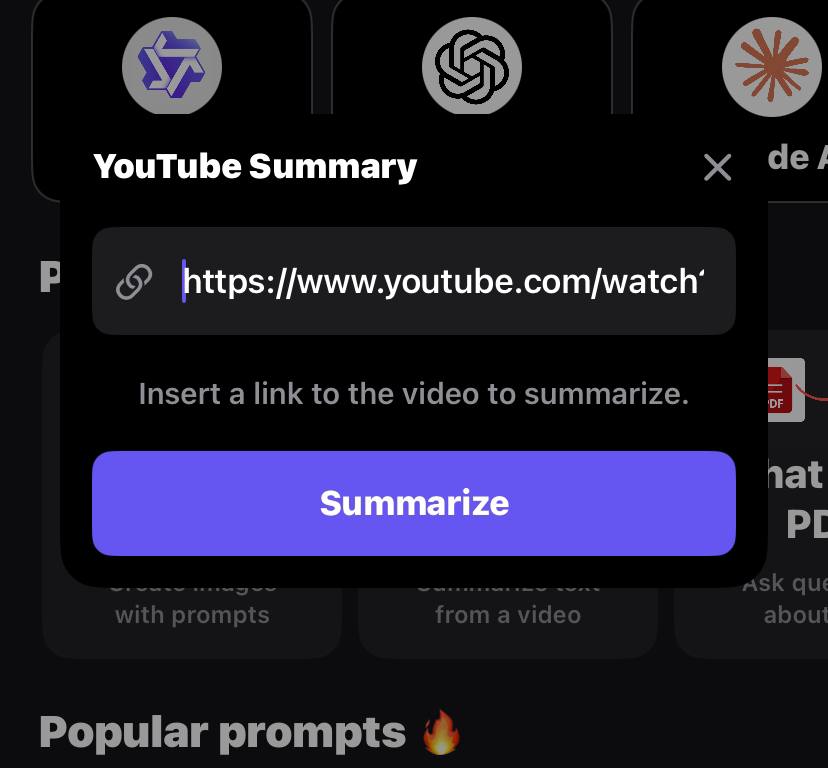 de A
YouTube Summary
P
https://www.youtube.com/watch?
Insert a link to the video to summarize.
PDF
hat
PD
Summarize
Create images
with prompts
Summarize text
from a video
Ask que
about
Popular prompts 🔥